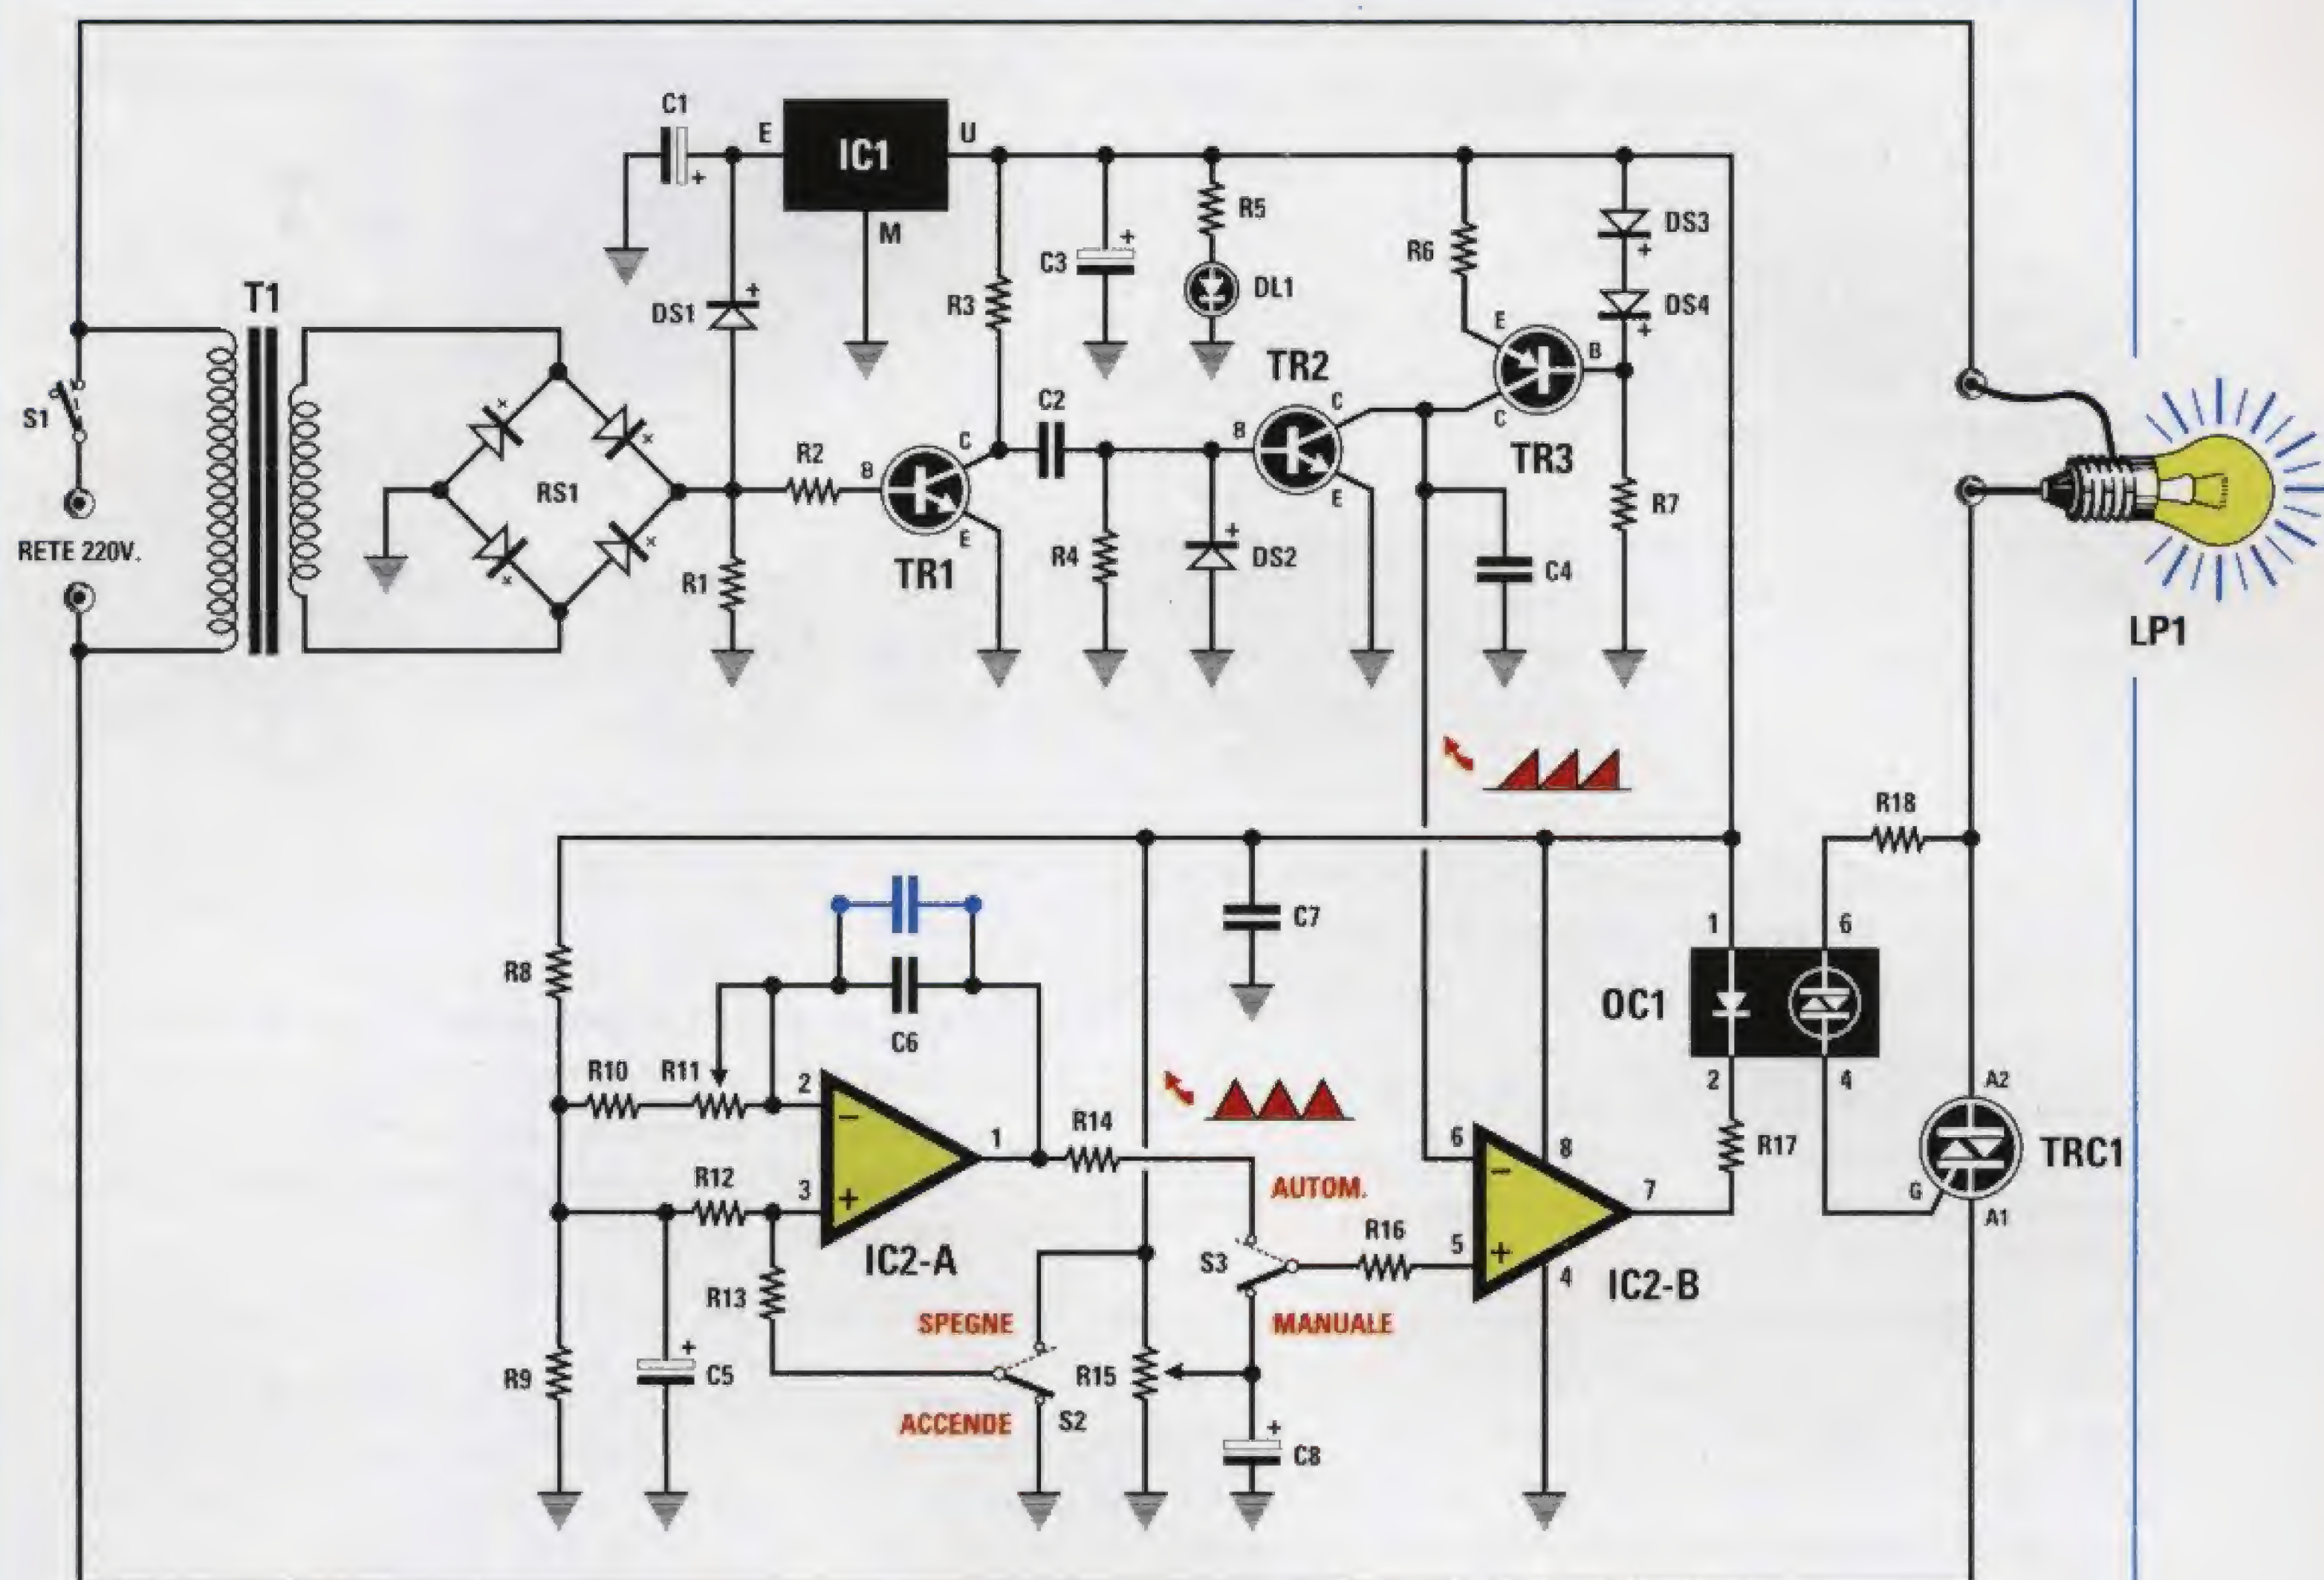 C1
+
E
IC1
U
M
R5
DS3
+
C3
+
R6
DL1
T1
DS1
+
R3
DS4
+
E
B
TR2
S1
C2
C
C
TR3
B
R2
C
B
RS1
E
R7
RETE 220V.
E
R4
+
DS2
C4
R1
TR1
LP1
R18
C7
1
6
R8
OC1
C6
R10
R11
2
−
2
4
A2
R14
1
6
−
8
R17
TRC1
R12
3
+
AUTOM.
7
G
A1
R16
IC2-A
S3
5
+
4
IC2-B
R13
SPEGNE
MANUALE
R9
+
C5
R15
ACCENDE
S2
+
C8